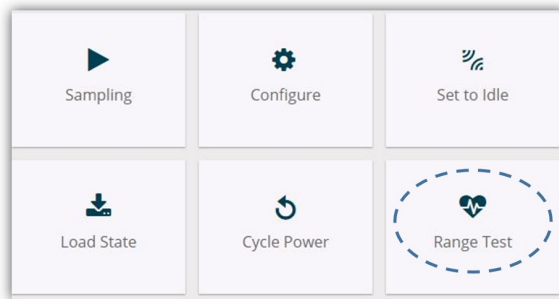 Sampling
Configure
Set to Idle
Load State
Cycle Power
Range Test